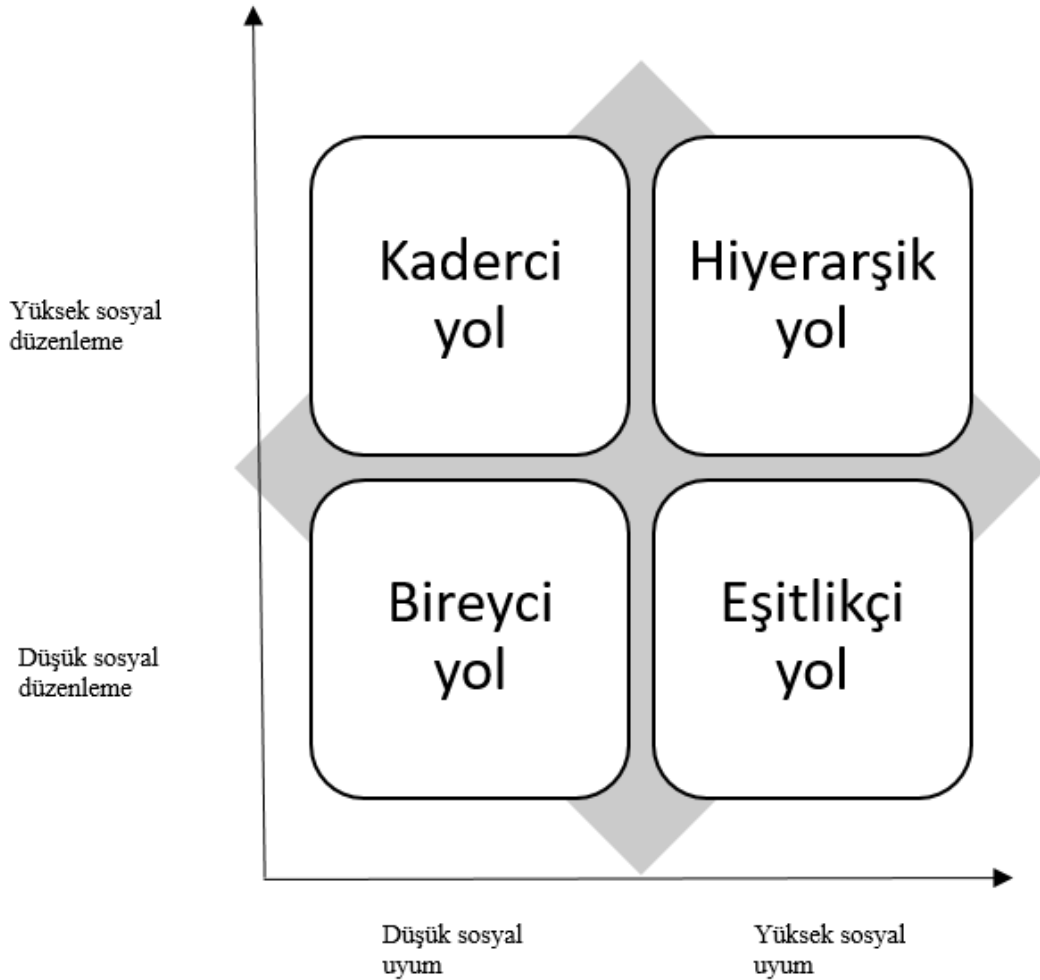 Yüksek sosyal
düzenleme
Kaderci
yol
Hiyerarşik
yol
Düşük sosyal
düzenleme
Bireyci
yol
Eşitlikçi
yol
Düşük sosyal
uyum
Yüksek sosyal
uyum